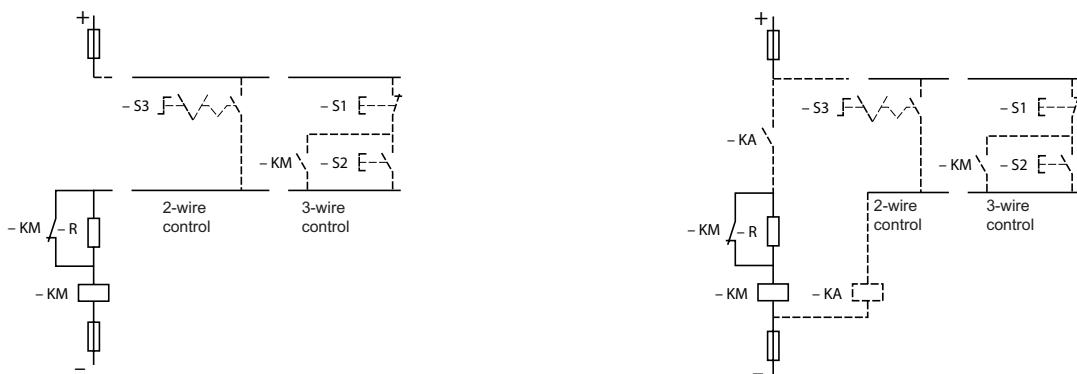 +
– S3
– S1
– KM
– S2
2-wire
control
3-wire
control
– KM
– R
– KM
–
+
– S3
– S1
– KA
– KM
– S2
2-wire
control
3-wire
control
– KM
– R
– KM
– KA
–